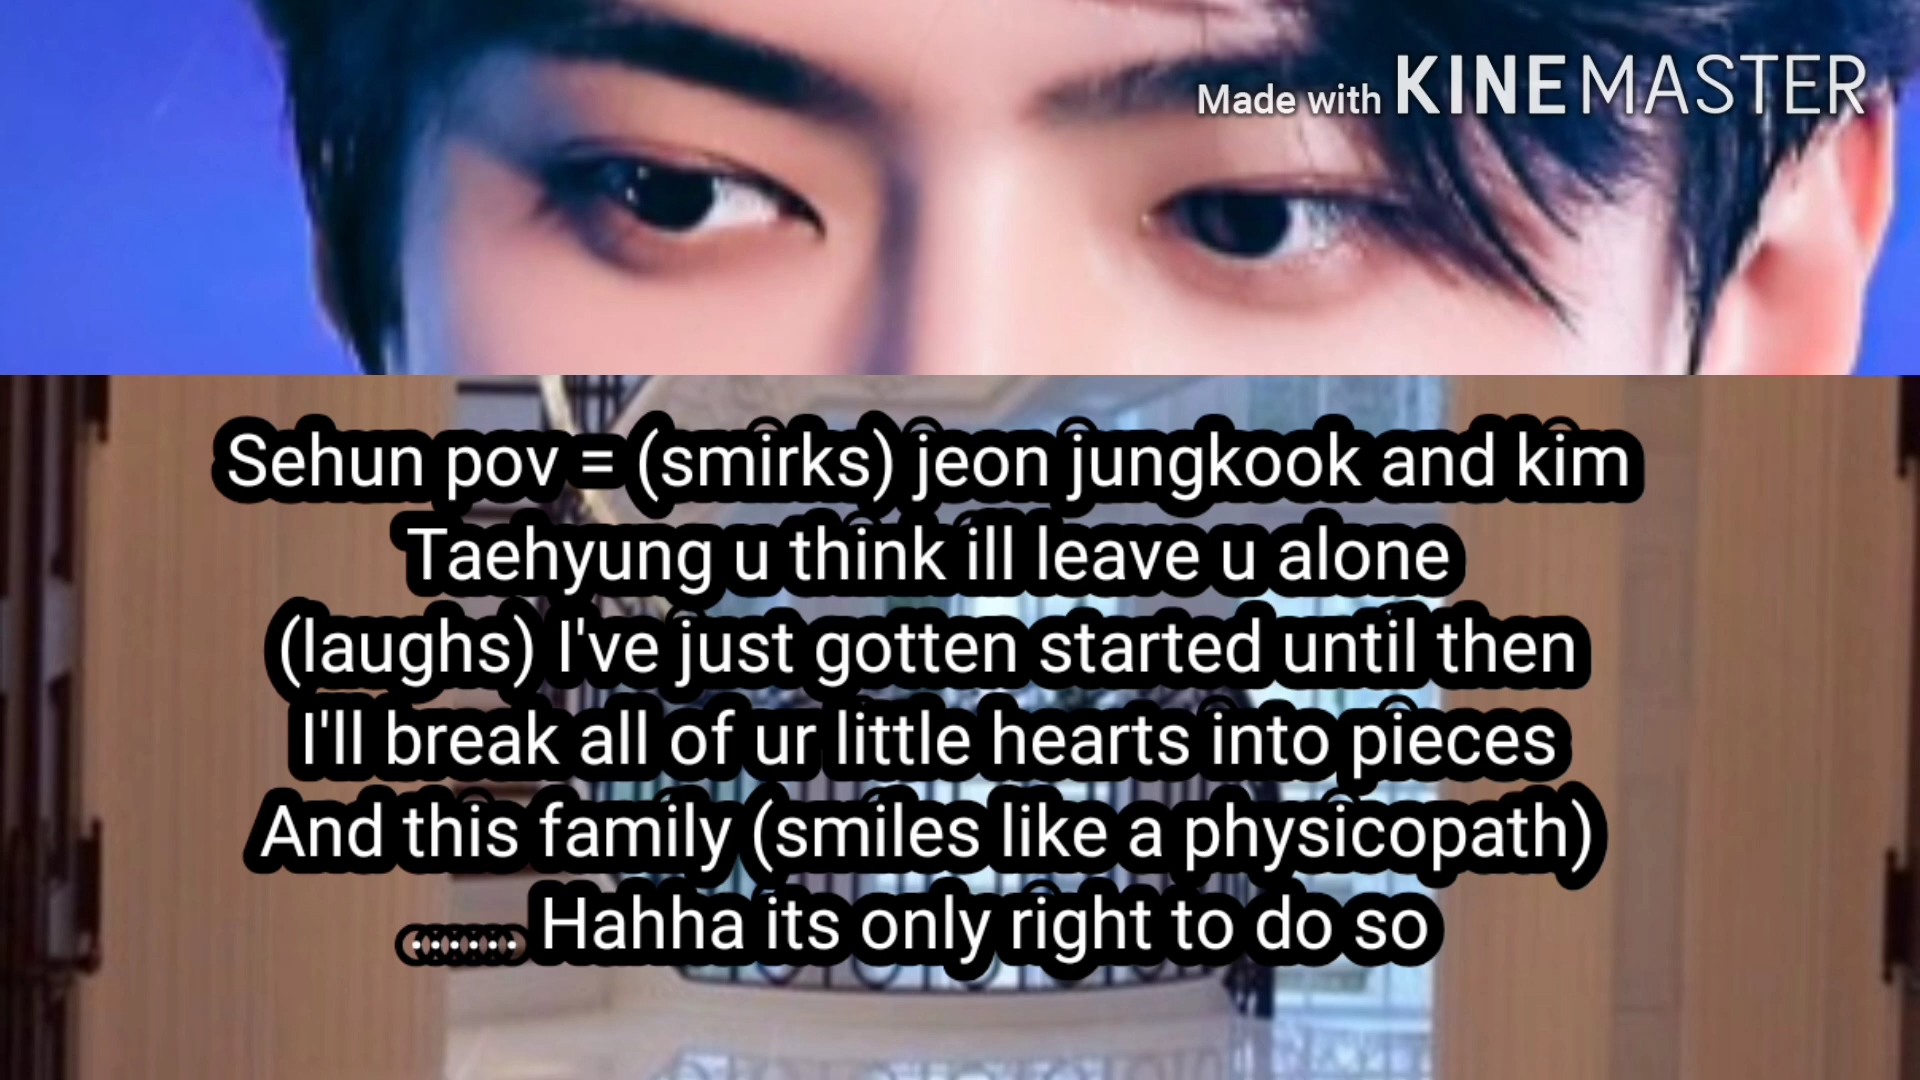 Made with KINEMASTER
Sehun pov = (smirks) jeon jungkook and kim
Taehyung u think ill leave u alone
(laughs) I've just gotten started until then
I'll break all of ur little hearts into pieces
And this family (smiles like a physicopath)
...... Hahha its only right to do so